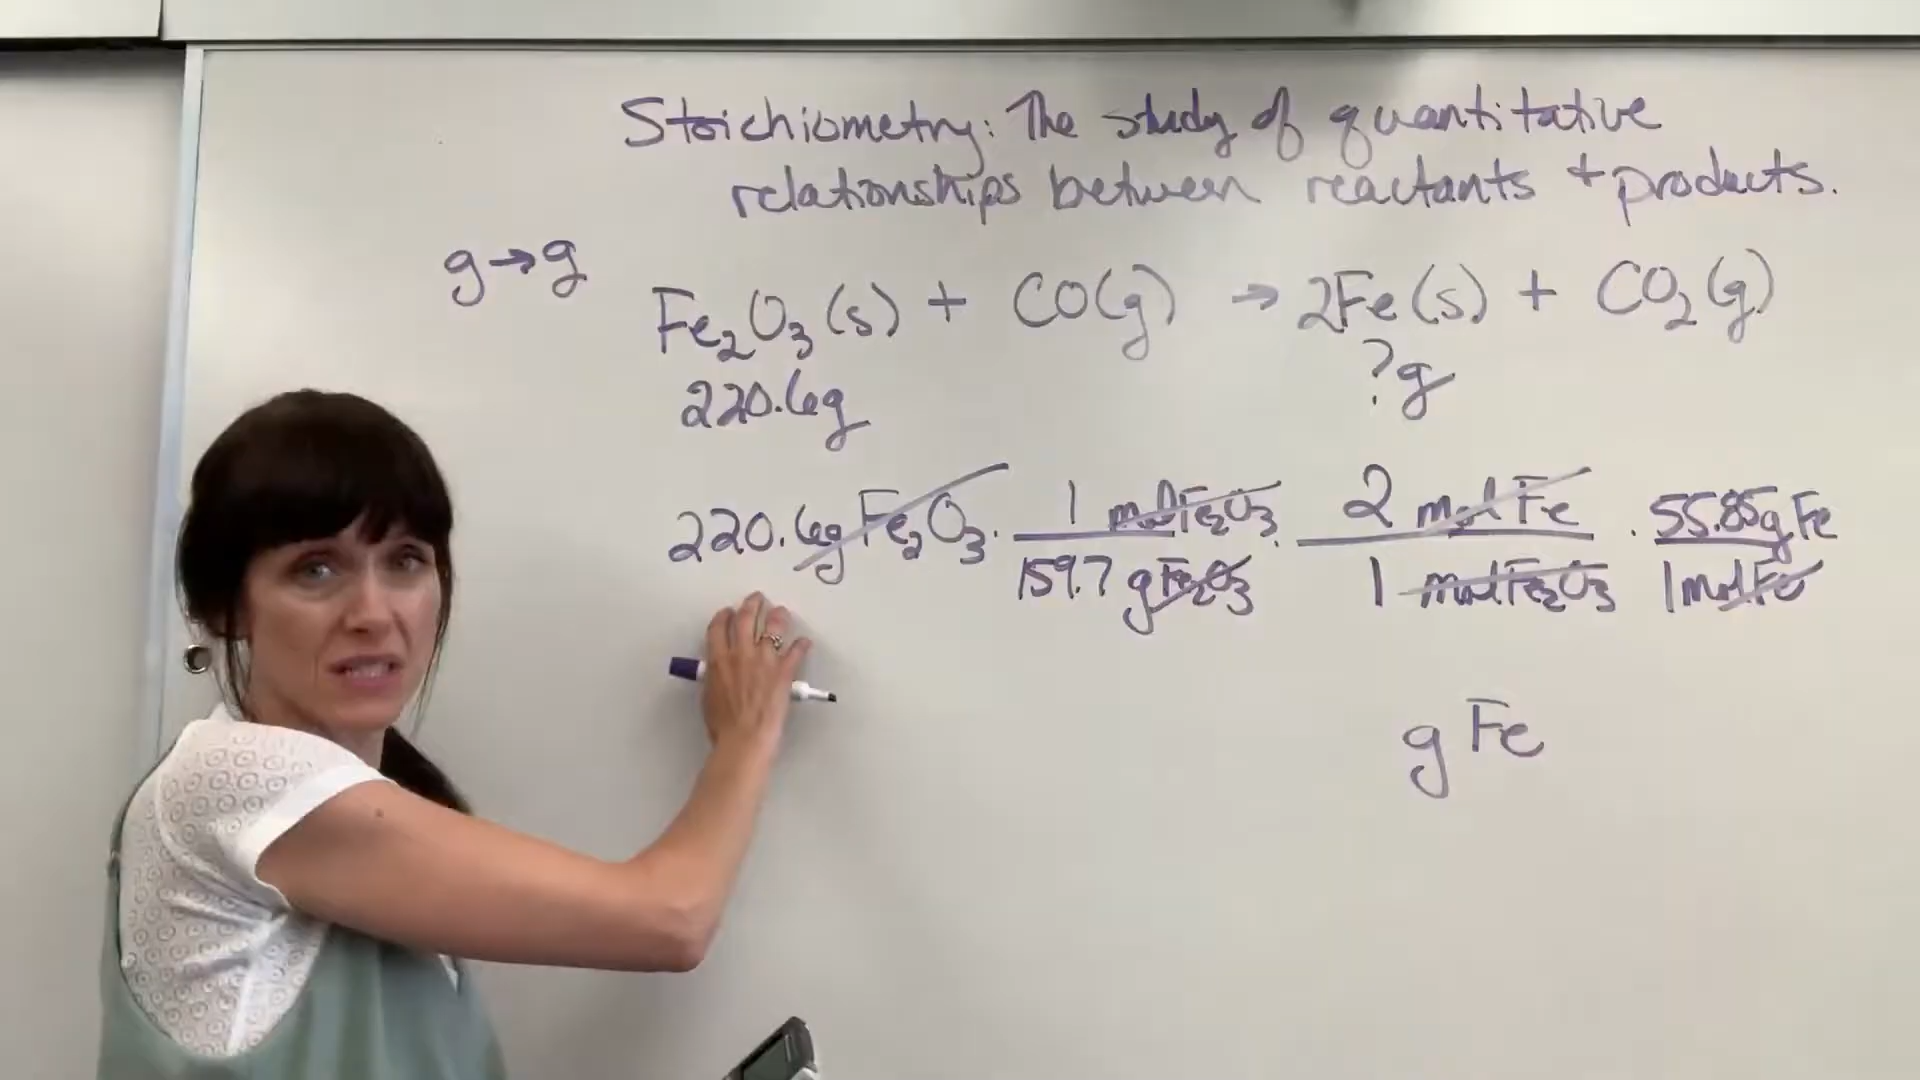 Stoichiometry: The study of quantitative
relationships between reactants + products.
g→g
Fe₂O₃(s) + CO(g) → 2Fe(s) + CO₂(g)
220.6g ?g
220.6g Fe₂O₃ · 1 mol Fe₂O₃ · 2 mol Fe · 55.85g Fe
159.7 g Fe₂O₃ 1 mol Fe₂O₃ 1 mol Fe
g Fe